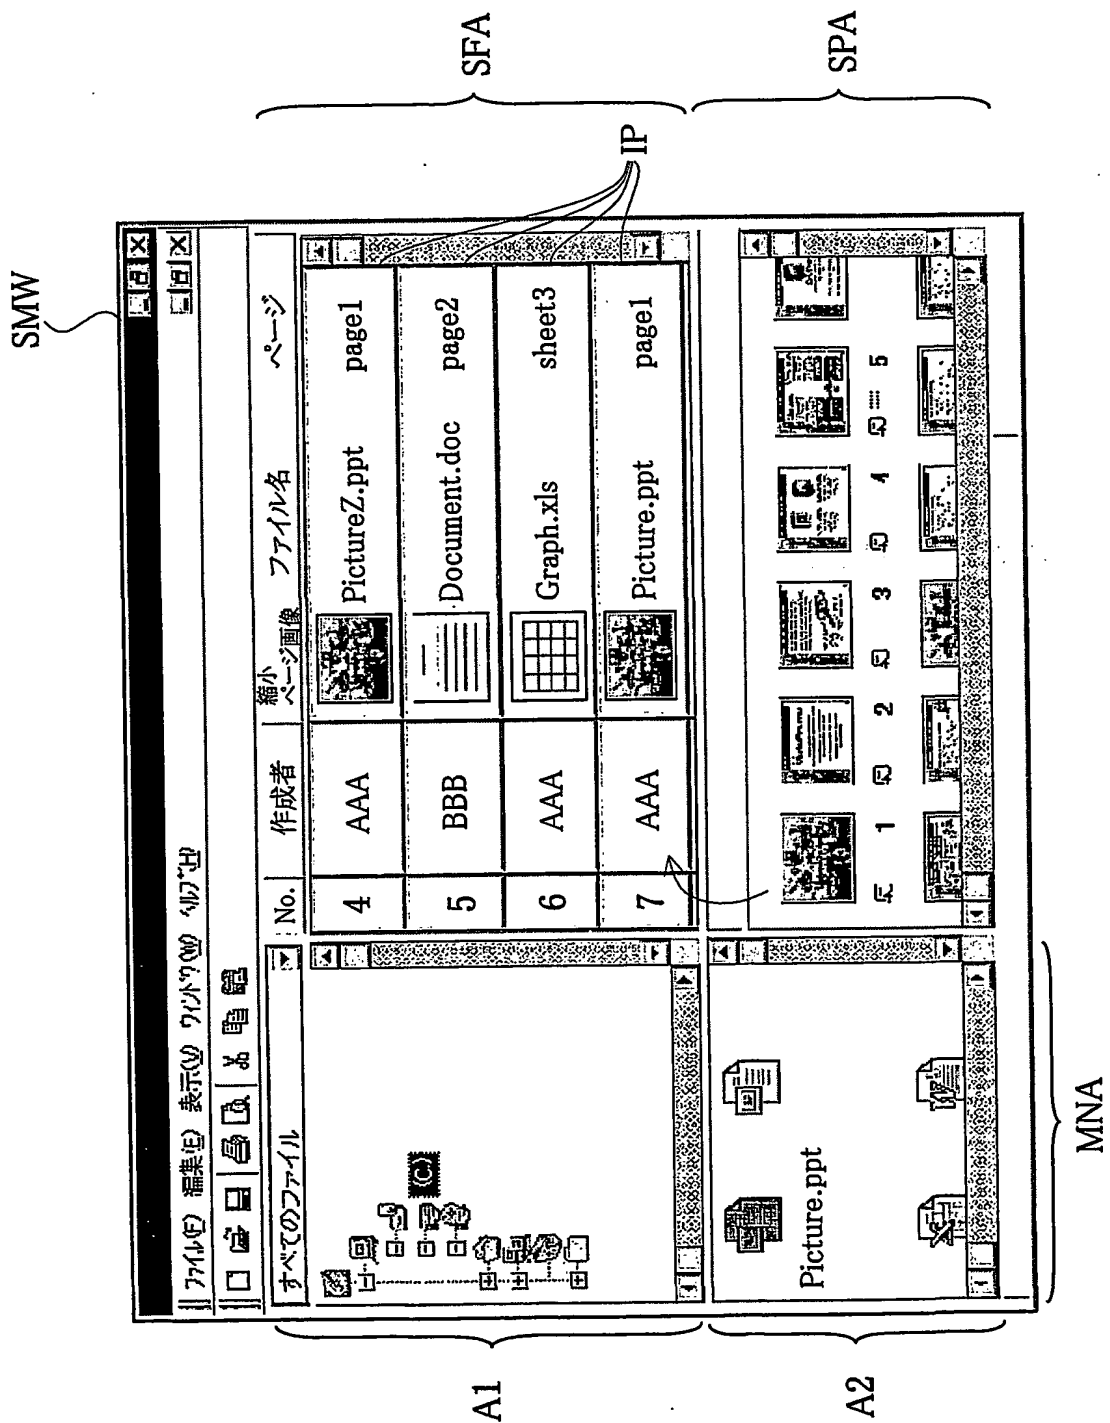 SMW
ファイル(F) 編集(E) 表示(V) ウィンドウ(W) ヘルプ(H)
すべてのファイル
(C)
No. 作成者 縮小ページ画像 ファイル名 ページ
4 AAA PictureZ.ppt page1
5 BBB Document.doc page2
6 AAA Graph.xls sheet3
7 AAA Picture.ppt page1
Picture.ppt
1 2 3 4 5
A1
A2
MNA
IP
SFA
SPA